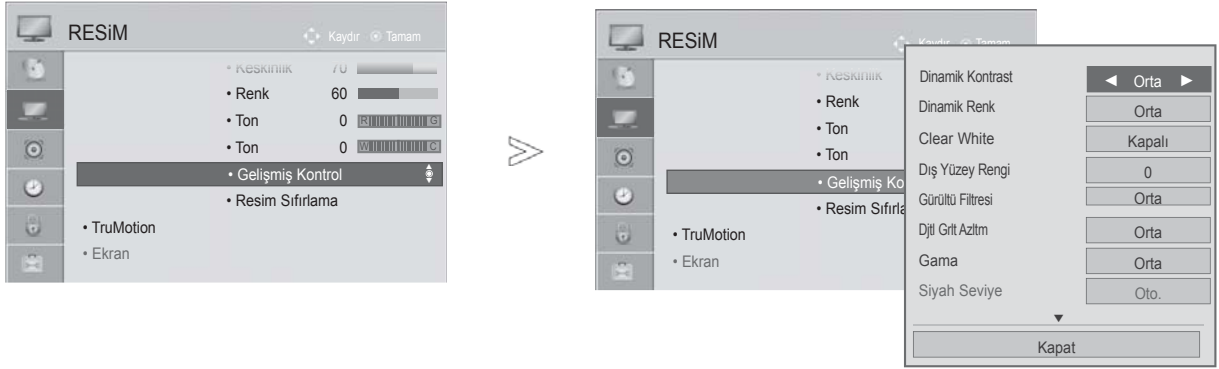 RESiM
Kaydır Tamam
• Keskinlik 70
• Renk 60
• Ton 0 R G
• Ton 0 W C
• Gelişmiş Kontrol
• Resim Sıfırlama
• TruMotion
• Ekran
RESiM
Kaydır Tamam
• Keskinlik
• Renk
• Ton
• Ton
• Gelişmiş Ko
• Resim Sıfırla
• TruMotion
• Ekran
Dinamik Kontrast ◄ Orta ►
Dinamik Renk Orta
Clear White Kapalı
Dış Yüzey Rengi 0
Gürültü Filtresi Orta
Djtl Grlt Azltm Orta
Gama Orta
Siyah Seviye Oto.
▼
Kapat